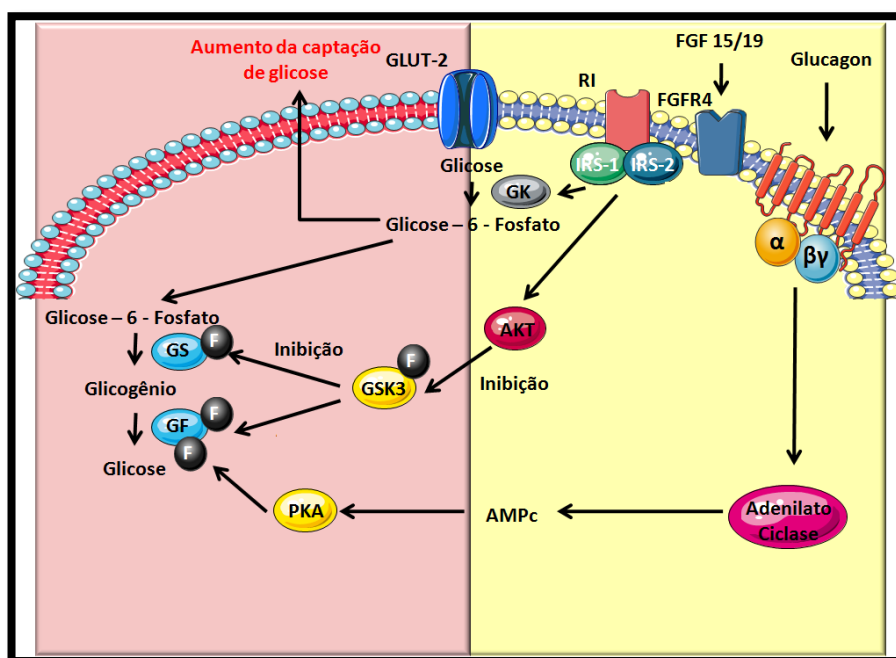 Aumento da captação
de glicose
GLUT-2
RI
FGF 15/19
FGFR4
Glucagon
IRS-1
IRS-2
Glicose
GK
Glicose – 6 - Fosfato
α
βγ
Glicose – 6 - Fosfato
GS
F
Inibição
AKT
F
GSK3
Inibição
Glicogênio
GF
F
F
Glicose
PKA
AMPc
Adenilato
Ciclase